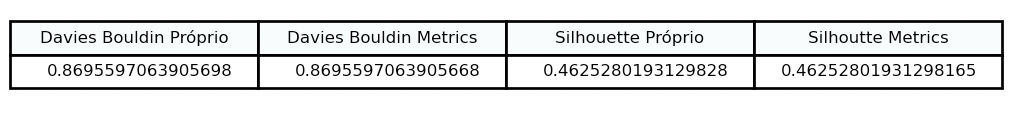 Davies Bouldin Próprio Davies Bouldin Metrics Silhouette Próprio Silhoutte Metrics
0.8695597063905698 0.8695597063905668 0.4625280193129828 0.46252801931298165